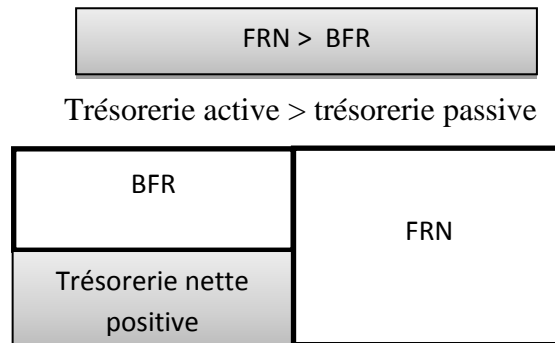 FRN > BFR
Trésorerie active > trésorerie passive
BFR
FRN
Trésorerie nette
positive